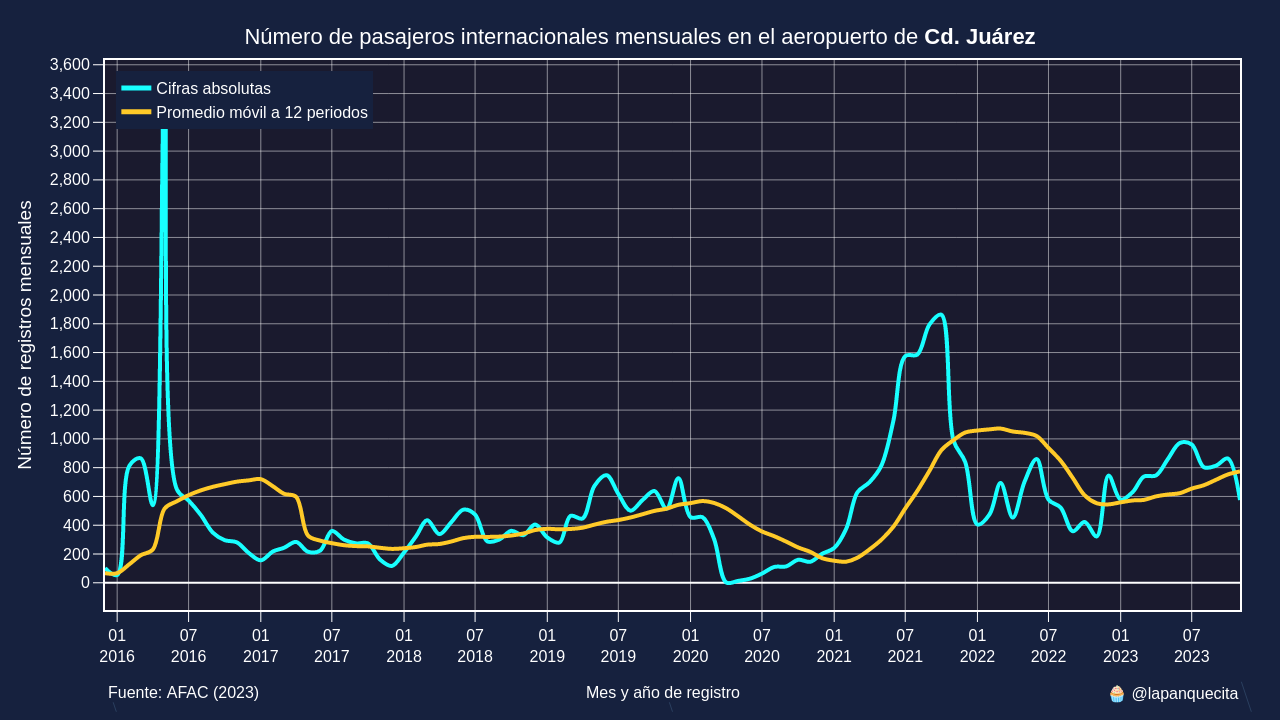 Número de pasajeros internacionales mensuales en el aeropuerto de Cd. Juárez
Cifras absolutas
Promedio móvil a 12 periodos
Número de registros mensuales
3,600
3,400
3,200
3,000
2,800
2,600
2,400
2,200
2,000
1,800
1,600
1,400
1,200
1,000
800
600
400
200
0
01 07 01 07 01 07 01 07 01 07 01 07 01 07 01 07
2016 2016 2017 2017 2018 2018 2019 2019 2020 2020 2021 2021 2022 2022 2023 2023
Fuente: AFAC (2023) Mes y año de registro 🧁 @lapanquecita